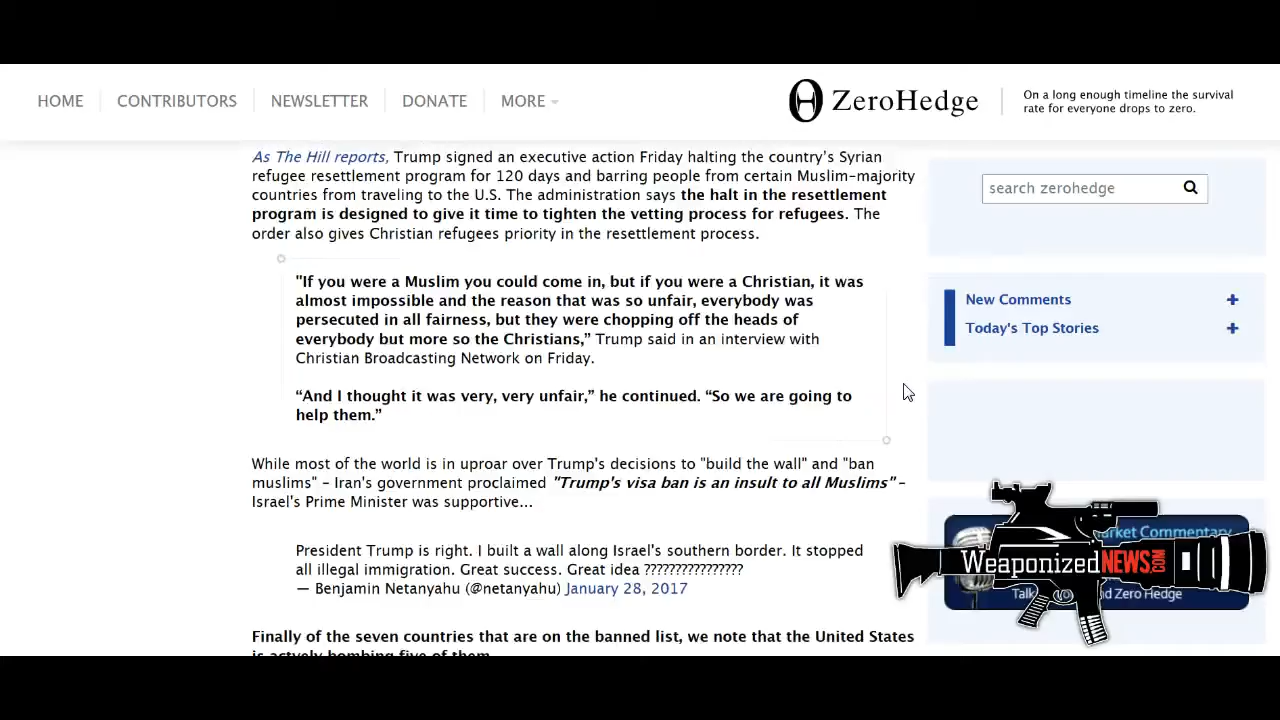 HOME
CONTRIBUTORS
NEWSLETTER
DONATE
MORE
ZeroHedge
On a long enough timeline the survival
rate for everyone drops to zero.
As The Hill reports, Trump signed an executive action Friday halting the country’s Syrian
refugee resettlement program for 120 days and barring people from certain Muslim-majority
countries from traveling to the U.S. The administration says the halt in the resettlement
program is designed to give it time to tighten the vetting process for refugees. The
order also gives Christian refugees priority in the resettlement process.
"If you were a Muslim you could come in, but if you were a Christian, it was
almost impossible and the reason that was so unfair, everybody was
persecuted in all fairness, but they were chopping off the heads of
everybody but more so the Christians,” Trump said in an interview with
Christian Broadcasting Network on Friday.
“And I thought it was very, very unfair,” he continued. “So we are going to
help them.”
While most of the world is in uproar over Trump's decisions to "build the wall" and "ban
muslims" - Iran's government proclaimed "Trump's visa ban is an insult to all Muslims" -
Israel's Prime Minister was supportive...
President Trump is right. I built a wall along Israel's southern border. It stopped
all illegal immigration. Great success. Great idea ????????????????
— Benjamin Netanyahu (@netanyahu) January 28, 2017
Finally of the seven countries that are on the banned list, we note that the United States
is actvely bombing five of them
search zerohedge
New Comments
Today's Top Stories
Market Commentary
WeaponizedNEWS.COM
Zero Hedge